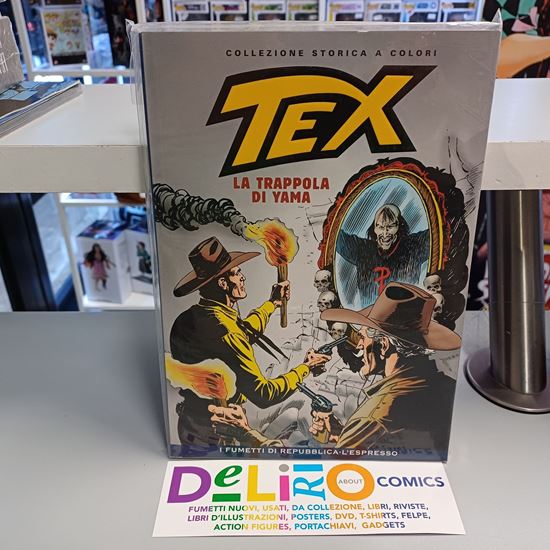 COLLEZIONE STORICA A COLORI
TEX
LA TRAPPOLA
DI YAMA
I FUMETTI DI REPUBBLICA-L'ESPRESSO
DeLiRiO ABOUT COMICS
FUMETTI NUOVI, USATI, DA COLLEZIONE, LIBRI, RIVISTE,
LIBRI D'ILLUSTRAZIONI, POSTERS, DVD, T-SHIRTS, FELPE,
ACTION FIGURES, PORTACHIAVI, GADGETS